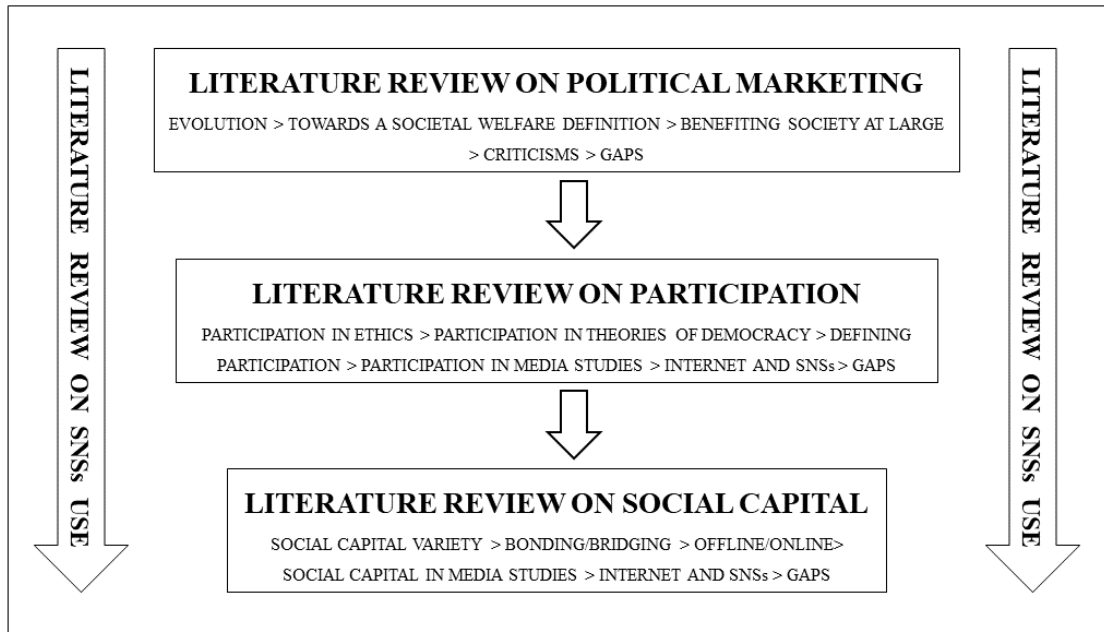 LITERATURE REVIEW ON SNSs USE
LITERATURE REVIEW ON POLITICAL MARKETING
EVOLUTION > TOWARDS A SOCIETAL WELFARE DEFINITION > BENEFITING SOCIETY AT LARGE
> CRITICISMS > GAPS
LITERATURE REVIEW ON PARTICIPATION
PARTICIPATION IN ETHICS > PARTICIPATION IN THEORIES OF DEMOCRACY > DEFINING
PARTICIPATION > PARTICIPATION IN MEDIA STUDIES > INTERNET AND SNSs > GAPS
LITERATURE REVIEW ON SOCIAL CAPITAL
SOCIAL CAPITAL VARIETY > BONDING/BRIDGING > OFFLINE/ONLINE>
SOCIAL CAPITAL IN MEDIA STUDIES > INTERNET AND SNSs > GAPS
LITERATURE REVIEW ON SNSs USE